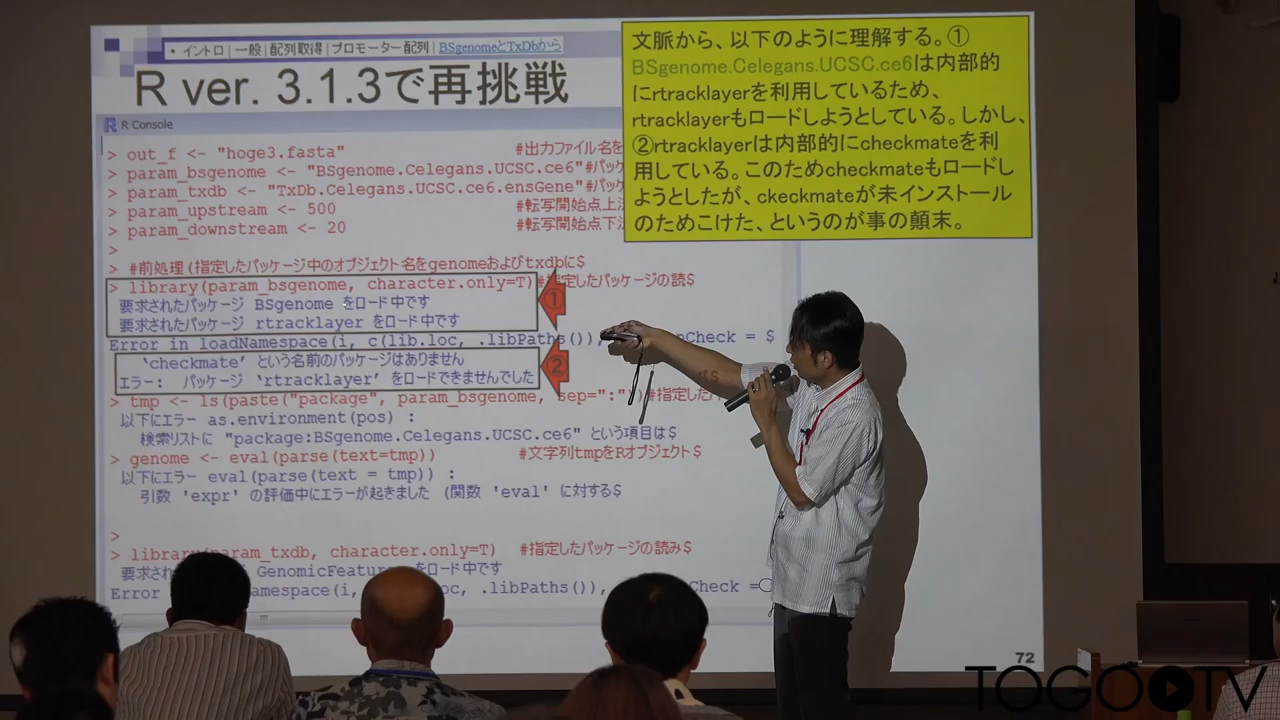 • イントロ | 一般 | 配列取得 | プロモーター配列 | BSgenomeとTxDbから
R ver. 3.1.3で再挑戦
R Console
> out_f <- "hoge3.fasta" #出力ファイル名を
> param_bsgenome <- "BSgenome.Celegans.UCSC.ce6"#パッケ
> param_txdb <- "TxDb.Celegans.UCSC.ce6.ensGene"#パッケ
> param_upstream <- 500 #転写開始点上流
> param_downstream <- 20 #転写開始点下流
>
> #前処理(指定したパッケージ中のオブジェクト名をgenomeおよびtxdbに$
> library(param_bsgenome, character.only=T)#指定したパッケージの読$
要求されたパッケージ BSgenome をロード中です
要求されたパッケージ rtracklayer をロード中です
Error in loadNamespace(i, c(lib.loc, .libPaths()), nCheck = $
‘checkmate’ という名前のパッケージはありません
エラー: パッケージ ‘rtracklayer’ をロードできませんでした
> tmp <- ls(paste("package", param_bsgenome, sep=":"))#指定した
以下にエラー as.environment(pos) :
検索リストに "package:BSgenome.Celegans.UCSC.ce6" という項目は$
> genome <- eval(parse(text=tmp)) #文字列tmpをRオブジェクト$
以下にエラー eval(parse(text = tmp)) :
引数 'expr' の評価中にエラーが起きました (関数 'eval' に対する$
>
> library(param_txdb, character.only=T) #指定したパッケージの読み$
要求さ GenomicFeatur をロード中です
Error amespace(i, loc, .libPaths()), Check =
①
②
文脈から、以下のように理解する。①
BSgenome.Celegans.UCSC.ce6は内部的
にrtracklayerを利用しているため、
rtracklayerもロードしようとしている。しかし、
②rtracklayerは内部的にcheckmateを利
用している。このためcheckmateもロードし
ようとしたが、ckeckmateが未インストール
のためこけた、というのが事の顛末。
72
TOGOTV